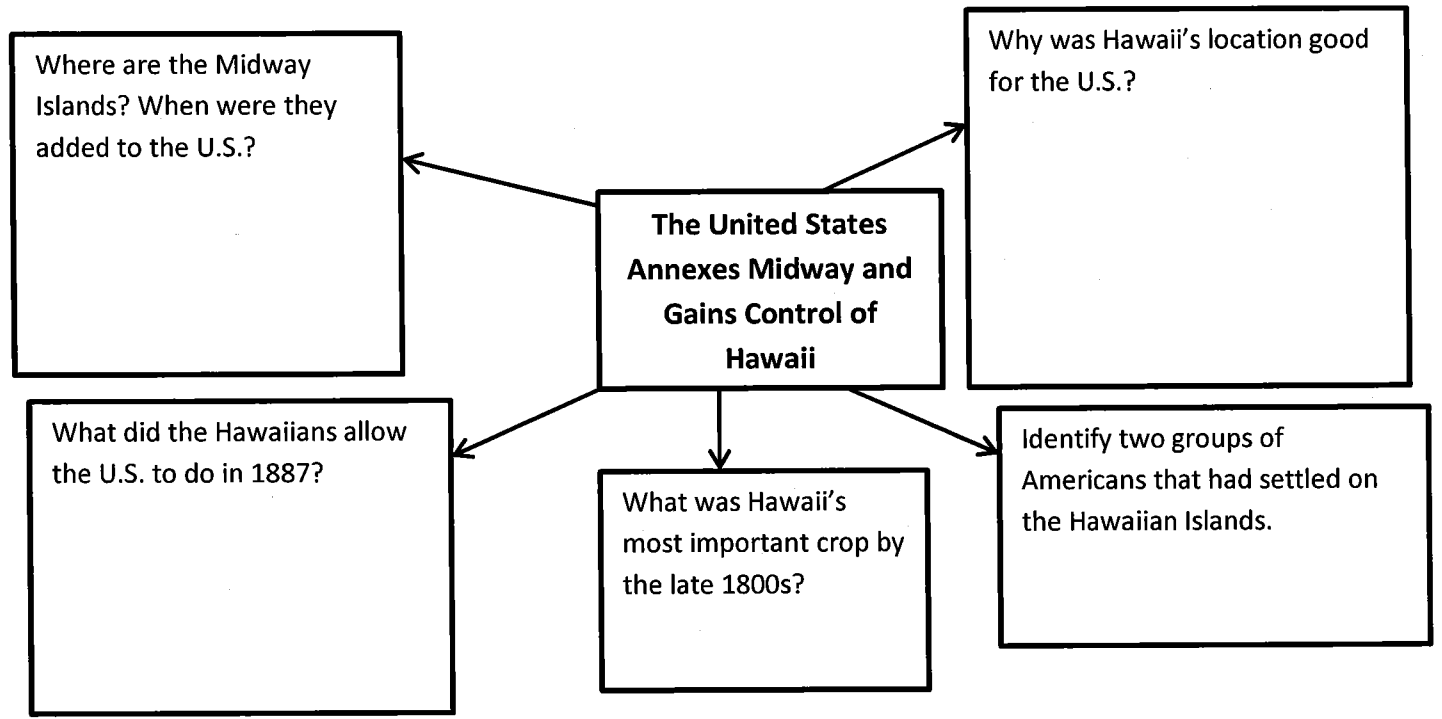 Where are the Midway
Islands? When were they
added to the U.S.?
Why was Hawaii's location good
for the U.S.?
The United States
Annexes Midway and
Gains Control of
Hawaii
What did the Hawaiians allow
the U.S. to do in 1887?
What was Hawaii's
most important crop by
the late 1800s?
Identify two groups of
Americans that had settled on
the Hawaiian Islands.